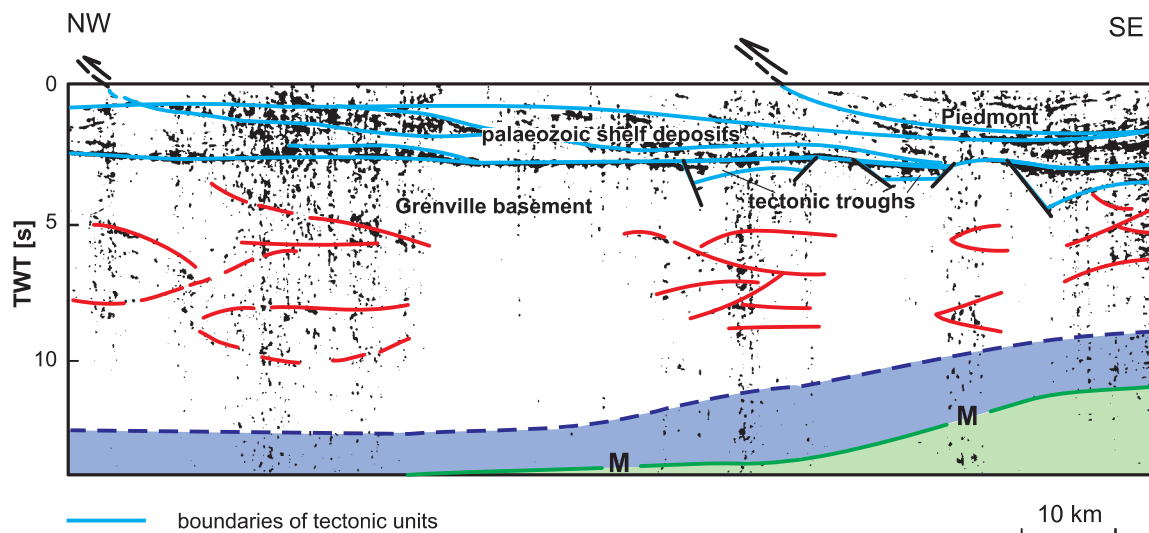 NW
SE
0
Piedmont
palaeozoic shelf deposits
Grenville basement
tectonic troughs
5
TWT [s]
10
M
M
boundaries of tectonic units
10 km